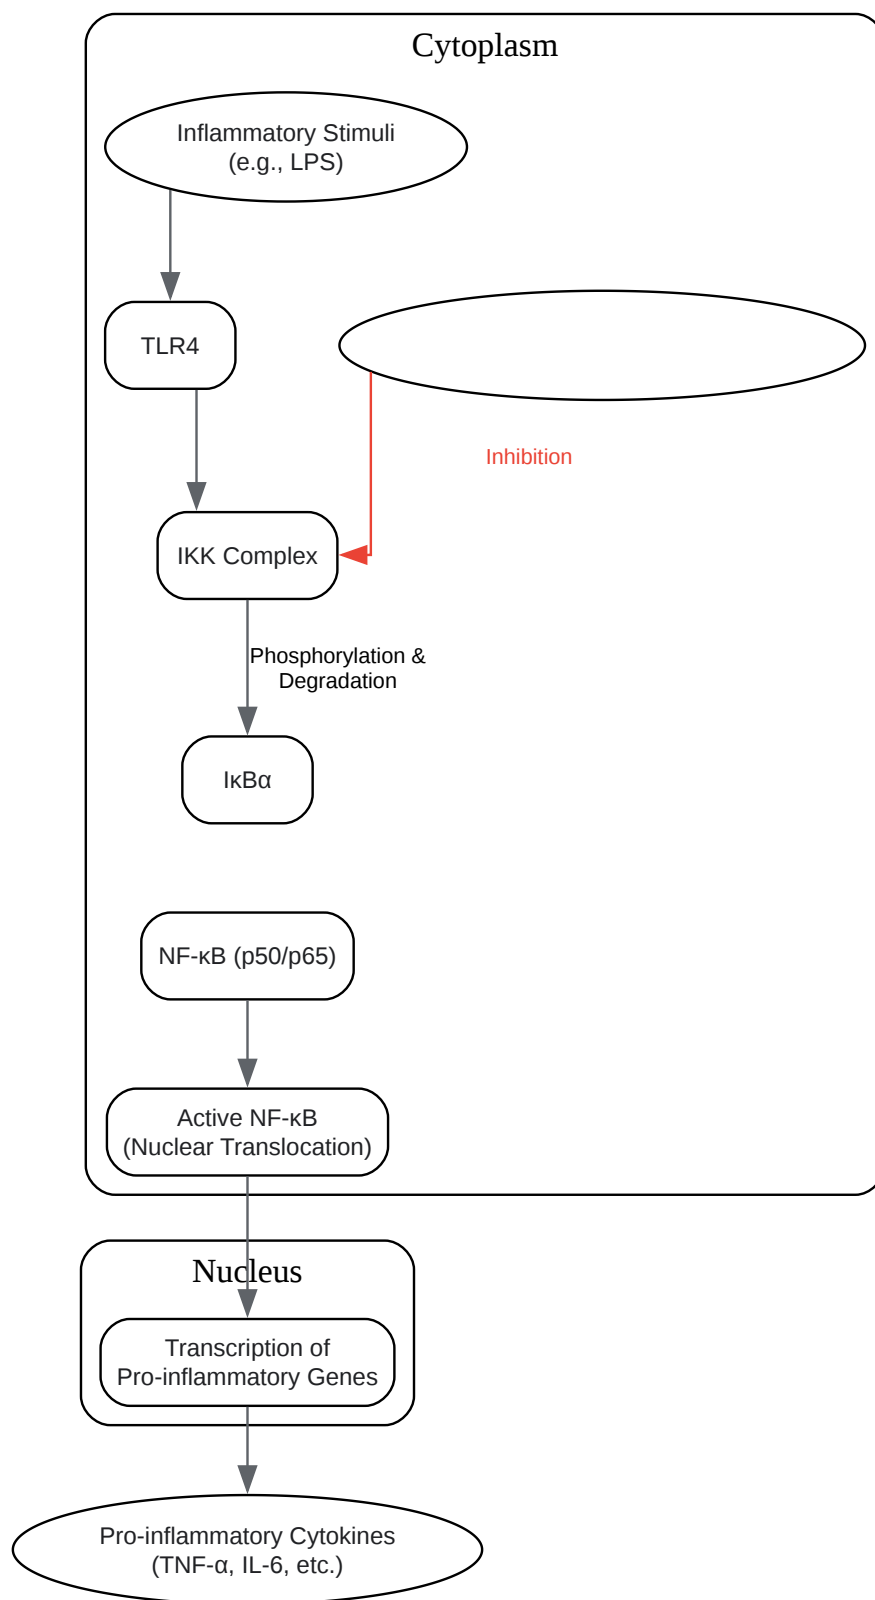 Cytoplasm
Inflammatory Stimuli
(e.g., LPS)
TLR4
Inhibition
IKK Complex
Phosphorylation &
Degradation
IκBα
NF-κB (p50/p65)
Active NF-κB
(Nuclear Translocation)
Nucleus
Transcription of
Pro-inflammatory Genes
Pro-inflammatory Cytokines
(TNF-α, IL-6, etc.)